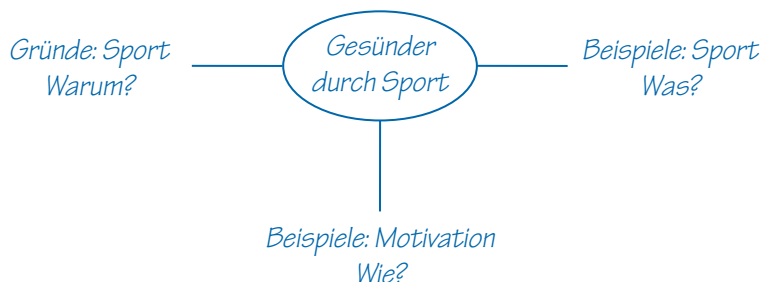 Gründe: Sport
Warum?
Gesünder
durch Sport
Beispiele: Sport
Was?
Beispiele: Motivation
Wie?